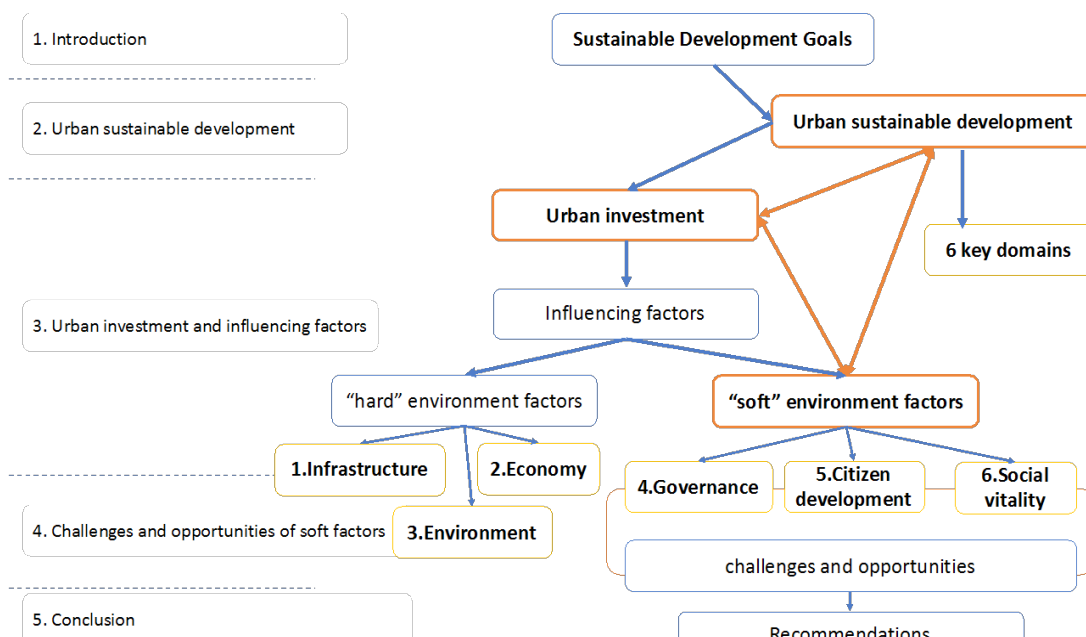 1. Introduction
Sustainable Development Goals
2. Urban sustainable development
Urban sustainable development
Urban investment
6 key domains
3. Urban investment and influencing factors
Influencing factors
“hard” environment factors
“soft” environment factors
1.Infrastructure
2.Economy
3.Environment
4.Governance
5.Citizen
development
6.Social
vitality
4. Challenges and opportunities of soft factors
challenges and opportunities
5. Conclusion
Recommendations